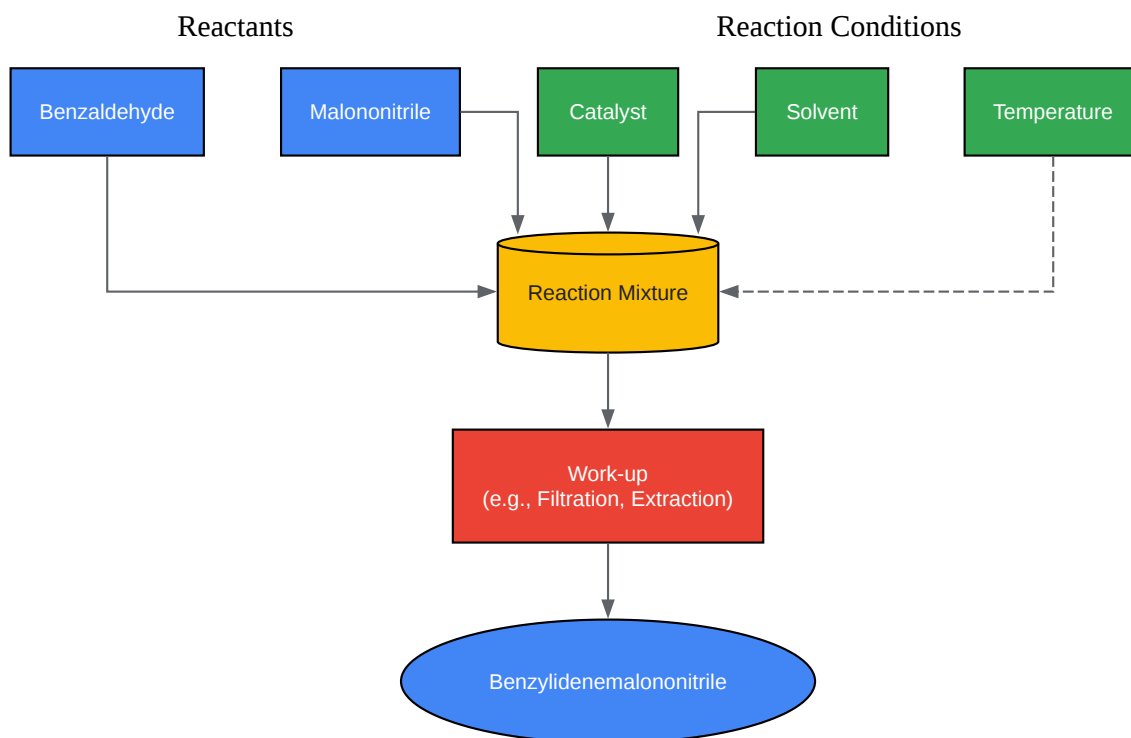 Reactants
Reaction Conditions
Benzaldehyde
Malononitrile
Catalyst
Solvent
Temperature
Reaction Mixture
Work-up
(e.g., Filtration, Extraction)
Benzylidenemalononitrile